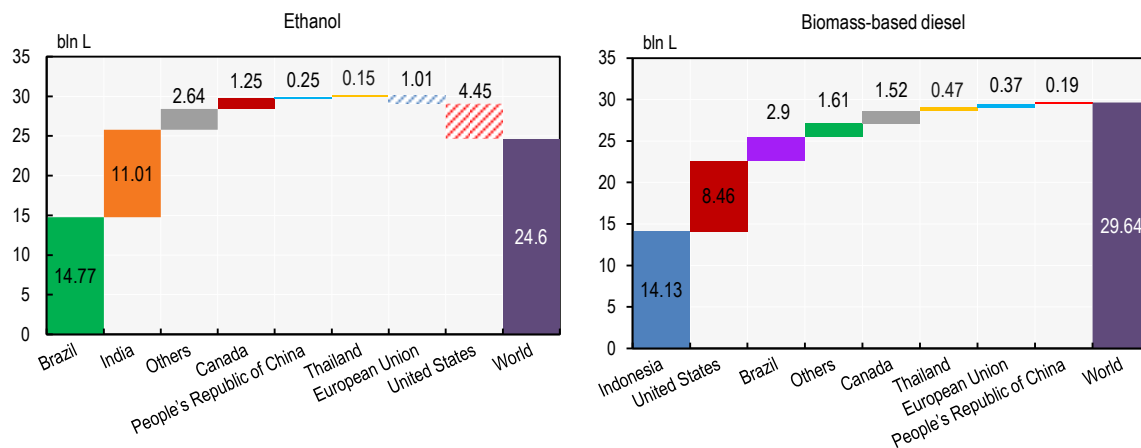 Ethanol
bln L
35
30
25
20
15
10
5
0
14.77
11.01
2.64
1.25
0.25
0.15
1.01
4.45
24.6
Brazil
India
Others
Canada
People's Republic of China
Thailand
European Union
United States
World
Biomass-based diesel
bln L
35
30
25
20
15
10
5
0
14.13
8.46
2.9
1.61
1.52
0.47
0.37
0.19
29.64
Indonesia
United States
Brazil
Others
Canada
Thailand
European Union
People's Republic of China
World